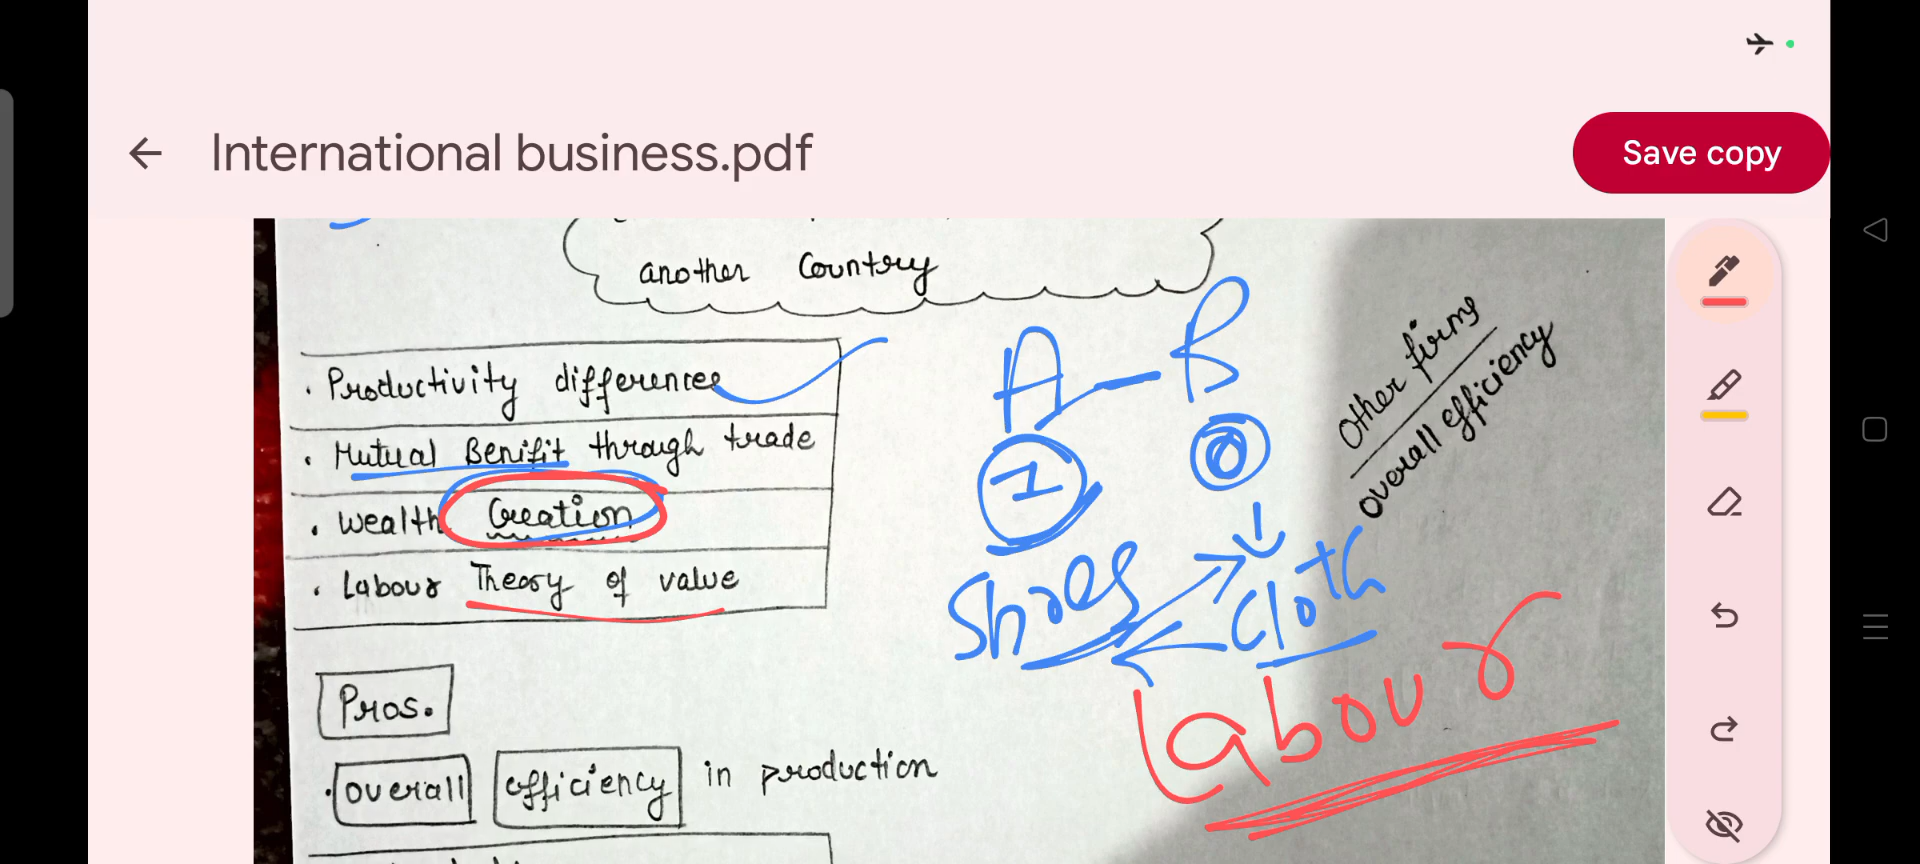 International business.pdf
Save copy
another Country
• Productivity differences
• Mutual Benifit through trade
• Wealth Creation
• Labour Theory of value
A - B
1
0
Shoes
Cloth
Other firms
overall efficiency
Labour
Pros.
• overall efficiency in production